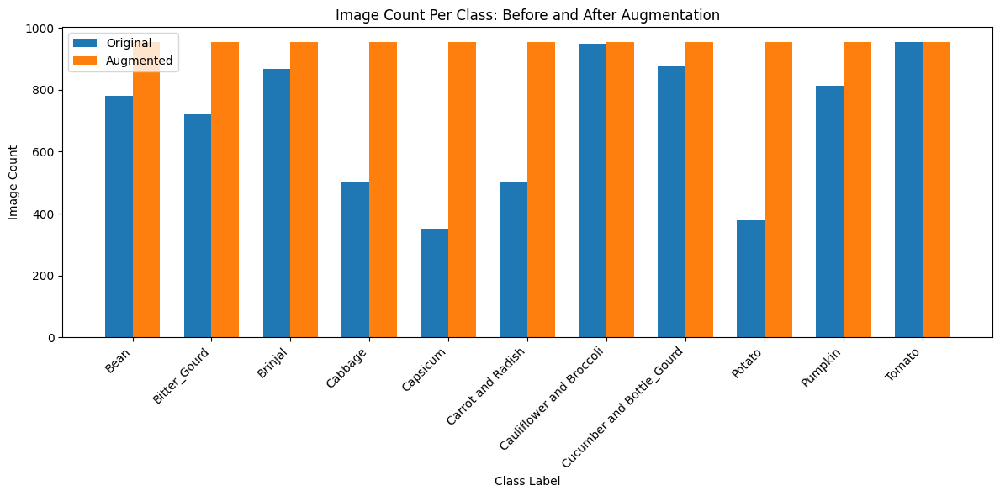 Image Count Per Class: Before and After Augmentation
Original
Augmented
Image Count
1000
800
600
400
200
0
Bean
Bitter_Gourd
Brinjal
Cabbage
Capsicum
Carrot and Radish
Cauliflower and Broccoli
Cucumber and Bottle_Gourd
Potato
Pumpkin
Tomato
Class Label